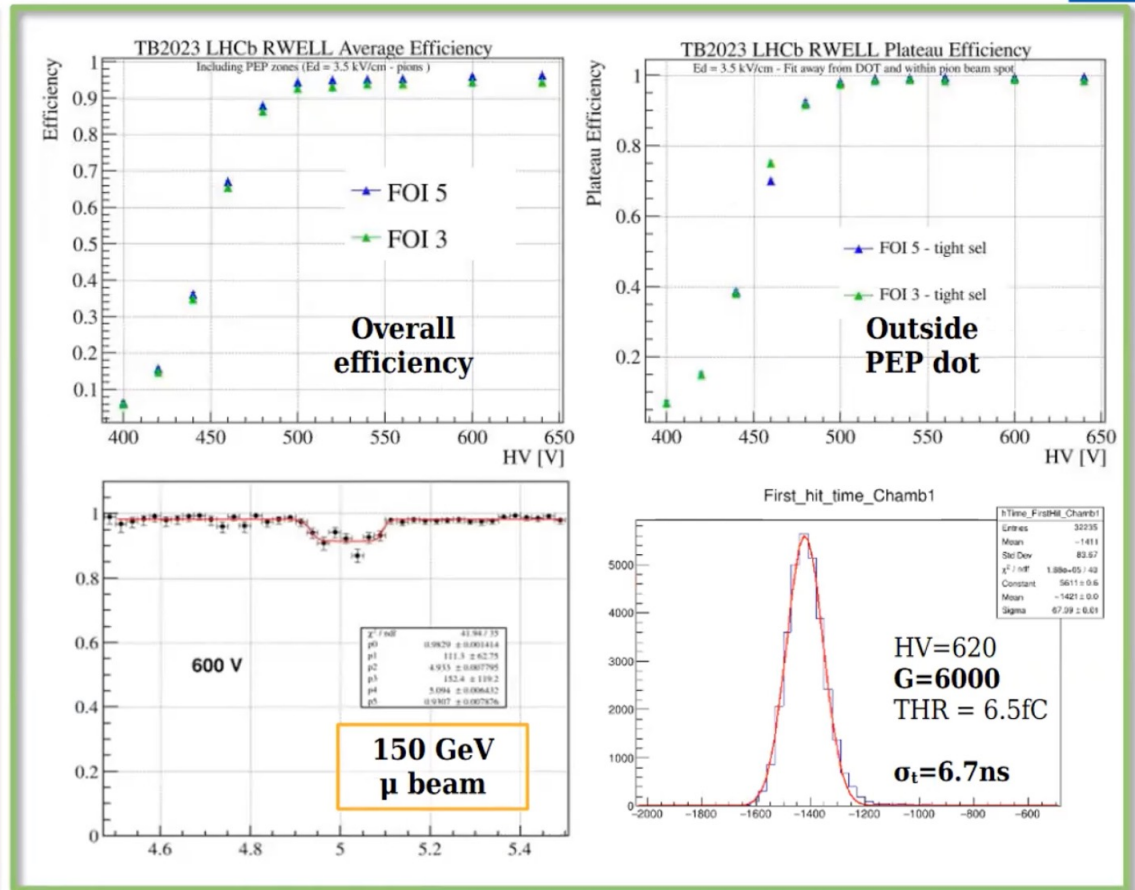 TB2023 LHCb RWELL Average Efficiency
Including PEP zones (Ed = 3.5 kV/cm - pions )
Efficiency
1
0.9
0.8
0.7
0.6
0.5
0.4
0.3
0.2
0.1
FOI 5
FOI 3
Overall
efficiency
400 450 500 550 600 650
HV [V]
TB2023 LHCb RWELL Plateau Efficiency
Ed = 3.5 kV/cm - Fit away from DOT and within pion beam spot
Plateau Efficiency
1
0.8
0.6
0.4
0.2
FOI 5 - tight sel
FOI 3 - tight sel
Outside
PEP dot
400 450 500 550 600 650
HV [V]
1
0.8
0.6
0.4
0.2
0
600 V
χ² / ndf 41.94 / 35
p0 0.9829 ± 0.001414
p1 111.3 ± 62.75
p2 4.933 ± 0.007795
p3 152.4 ± 119.2
p4 5.094 ± 0.006432
p5 0.9307 ± 0.007876
150 GeV
μ beam
4.6 4.8 5 5.2 5.4
First_hit_time_Chamb1
hTime_FirstHit_Chamb1
Entries 32235
Mean −1411
Std Dev 83.67
χ² / ndf 1.88e+05 / 43
Constant 5611 ± 0.6
Mean −1421 ± 0.0
Sigma 67.09 ± 0.01
5000
4000
3000
2000
1000
0
HV=620
G=6000
THR = 6.5fC
σₜ=6.7ns
−2000 −1800 −1600 −1400 −1200 −1000 −800 −600